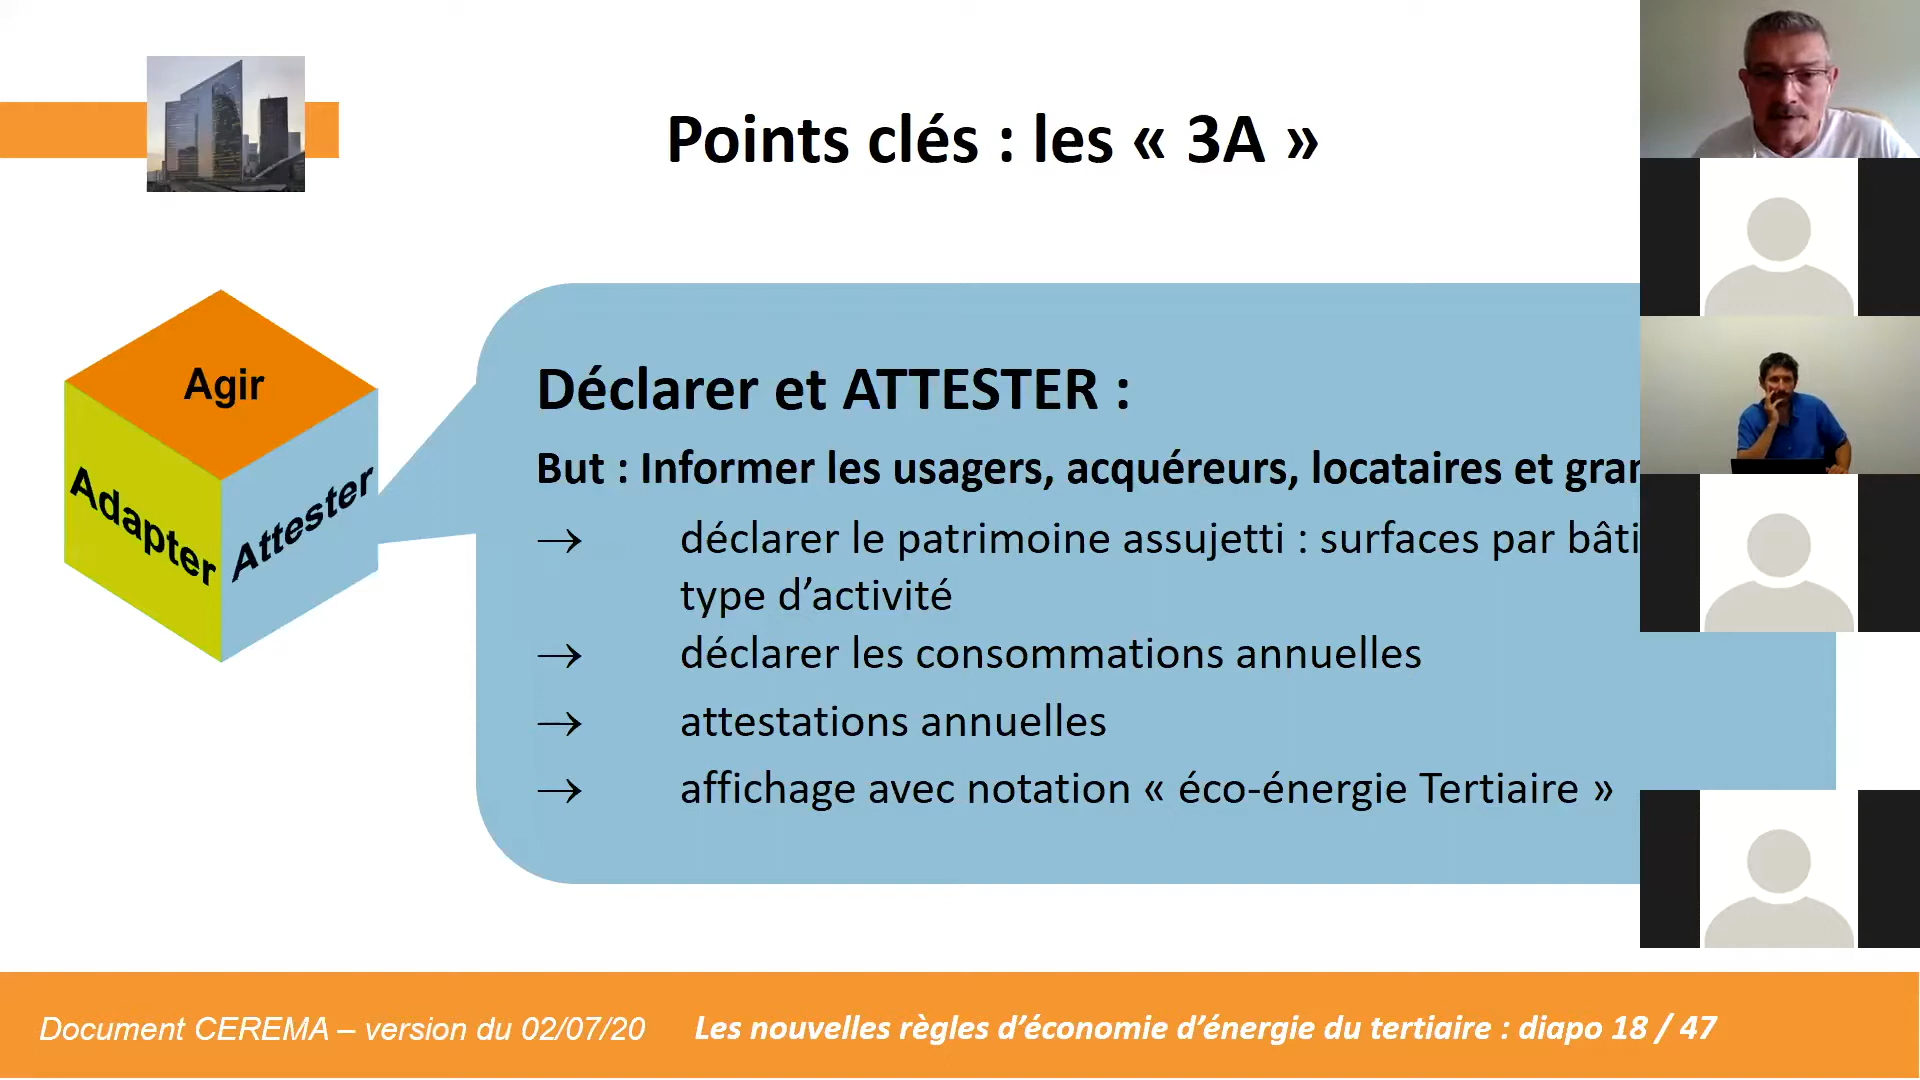 Points clés : les « 3A »
Agir
Adapter
Attester
Déclarer et ATTESTER :
But : Informer les usagers, acquéreurs, locataires et
→ déclarer le patrimoine assujetti : surfaces par
type d’activité
→ déclarer les consommations annuelles
→ attestations annuelles
→ affichage avec notation « éco-énergie Tertiaire »
Document CEREMA – version du 02/07/20
Les nouvelles règles d’économie d’énergie du tertiaire : diapo 18 / 47